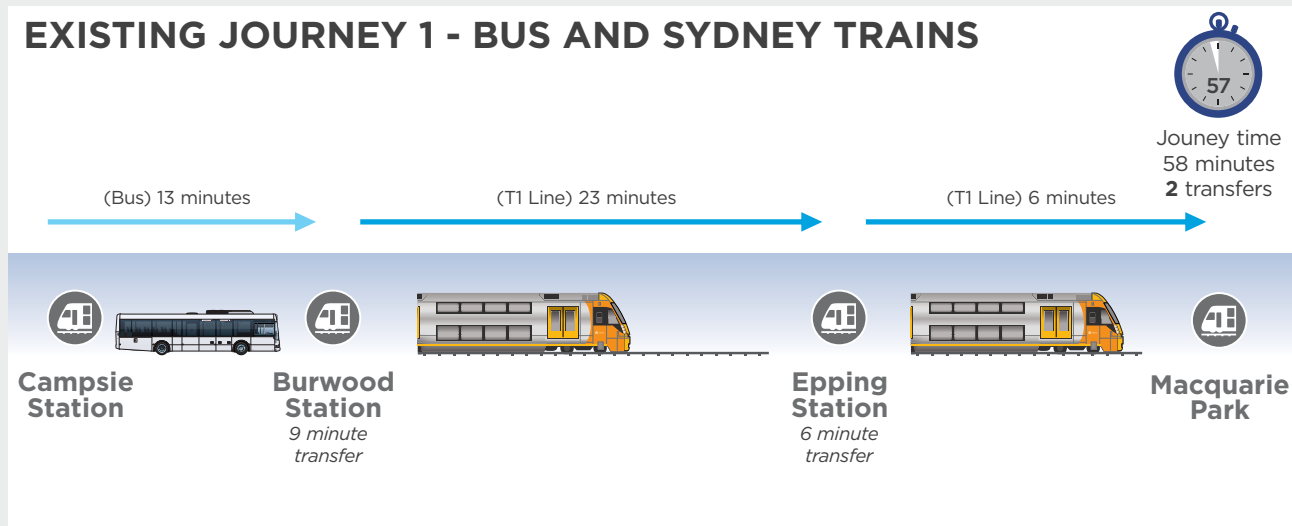 EXISTING JOURNEY 1 - BUS AND SYDNEY TRAINS
57
Jouney time
58 minutes
2 transfers
(Bus) 13 minutes
(T1 Line) 23 minutes
(T1 Line) 6 minutes
Campsie
Station
Burwood
Station
9 minute
transfer
Epping
Station
6 minute
transfer
Macquarie
Park